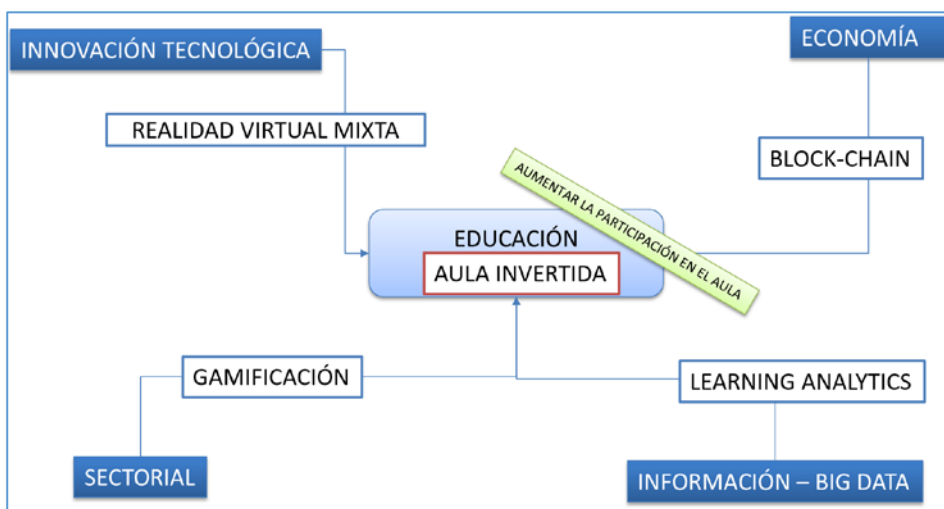 INNOVACIÓN TECNOLÓGICA
ECONOMÍA
REALIDAD VIRTUAL MIXTA
BLOCK-CHAIN
AUMENTAR LA PARTICIPACIÓN EN EL AULA
EDUCACIÓN
AULA INVERTIDA
GAMIFICACIÓN
LEARNING ANALYTICS
SECTORIAL
INFORMACIÓN – BIG DATA